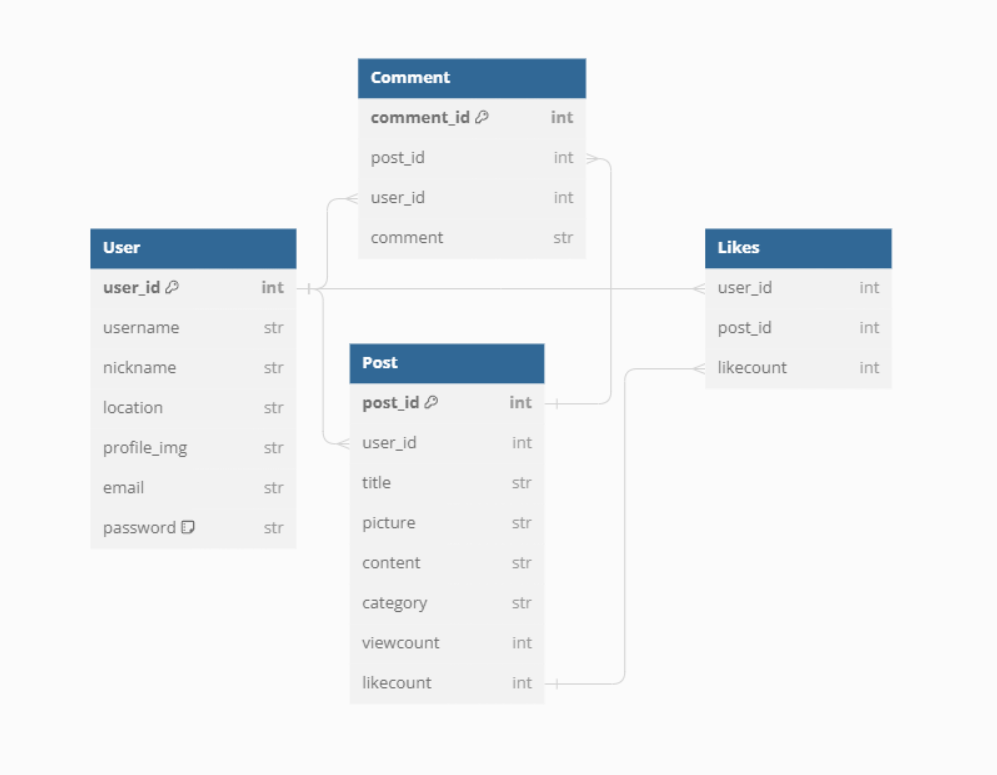 Comment
comment_id int
post_id int
user_id int
comment str
User
user_id int
username str
nickname str
location str
profile_img str
email str
password str
Post
post_id int
user_id int
title str
picture str
content str
category str
viewcount int
likecount int
Likes
user_id int
post_id int
likecount int